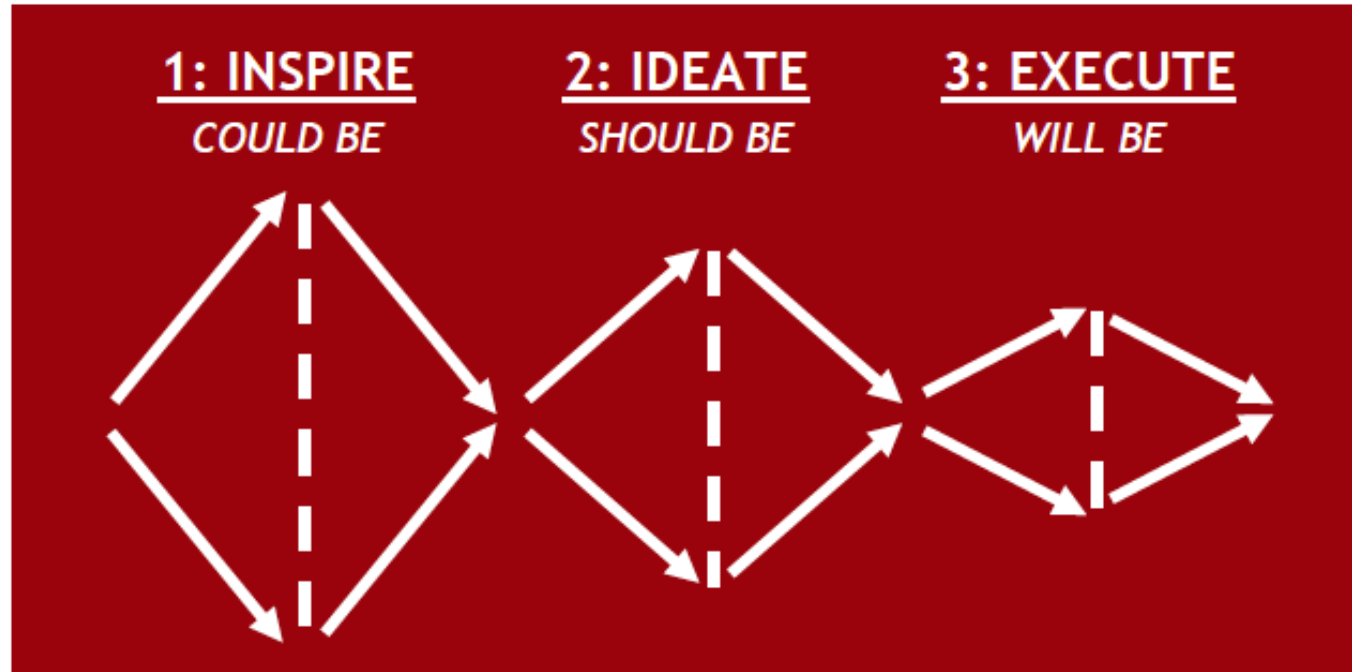 1: INSPIRE
COULD BE
2: IDEATE
SHOULD BE
3: EXECUTE
WILL BE